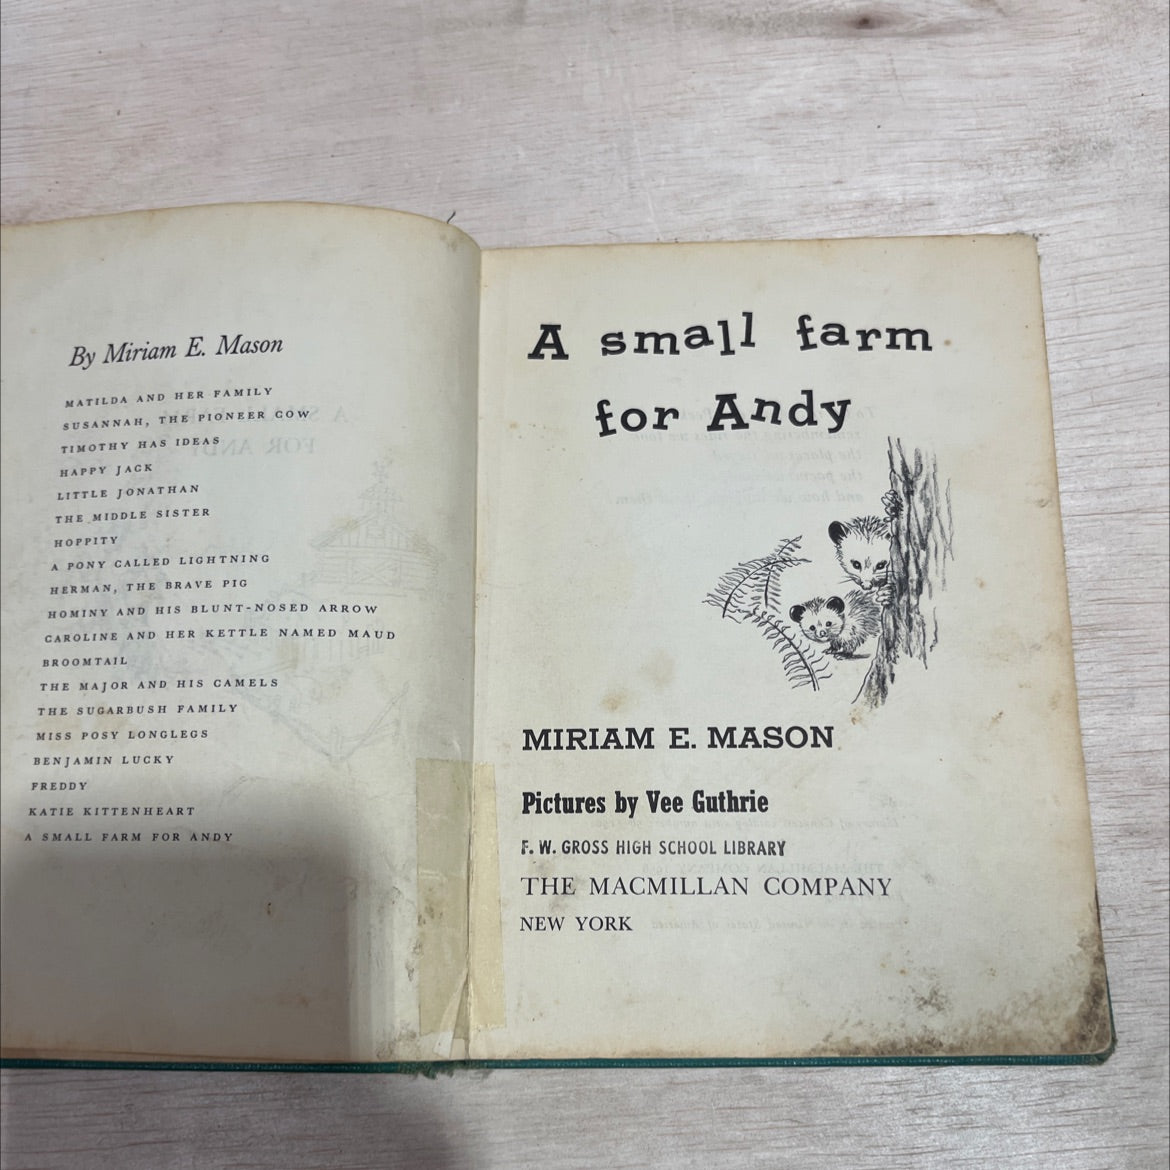 By Miriam E. Mason
MATILDA AND HER FAMILY
SUSANNAH, THE PIONEER COW
TIMOTHY HAS IDEAS
HAPPY JACK
LITTLE JONATHAN
THE MIDDLE SISTER
HOPPITY
A PONY CALLED LIGHTNING
HERMAN, THE BRAVE PIG
HOMINY AND HIS BLUNT-NOSED ARROW
CAROLINE AND HER KETTLE NAMED MAUD
BROOMTAIL
THE MAJOR AND HIS CAMELS
THE SUGARBUSH FAMILY
MISS POSY LONGLEGS
BENJAMIN LUCKY
FREDDY
KATIE KITTENHEART
A SMALL FARM FOR ANDY
A small farm
for Andy
MIRIAM E. MASON
Pictures by Vee Guthrie
F. W. GROSS HIGH SCHOOL LIBRARY
THE MACMILLAN COMPANY
NEW YORK